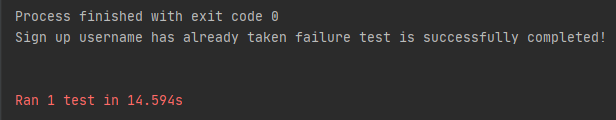 Process finished with exit code 0
Sign up username has already taken failure test is successfully completed!
Ran 1 test in 14.594s